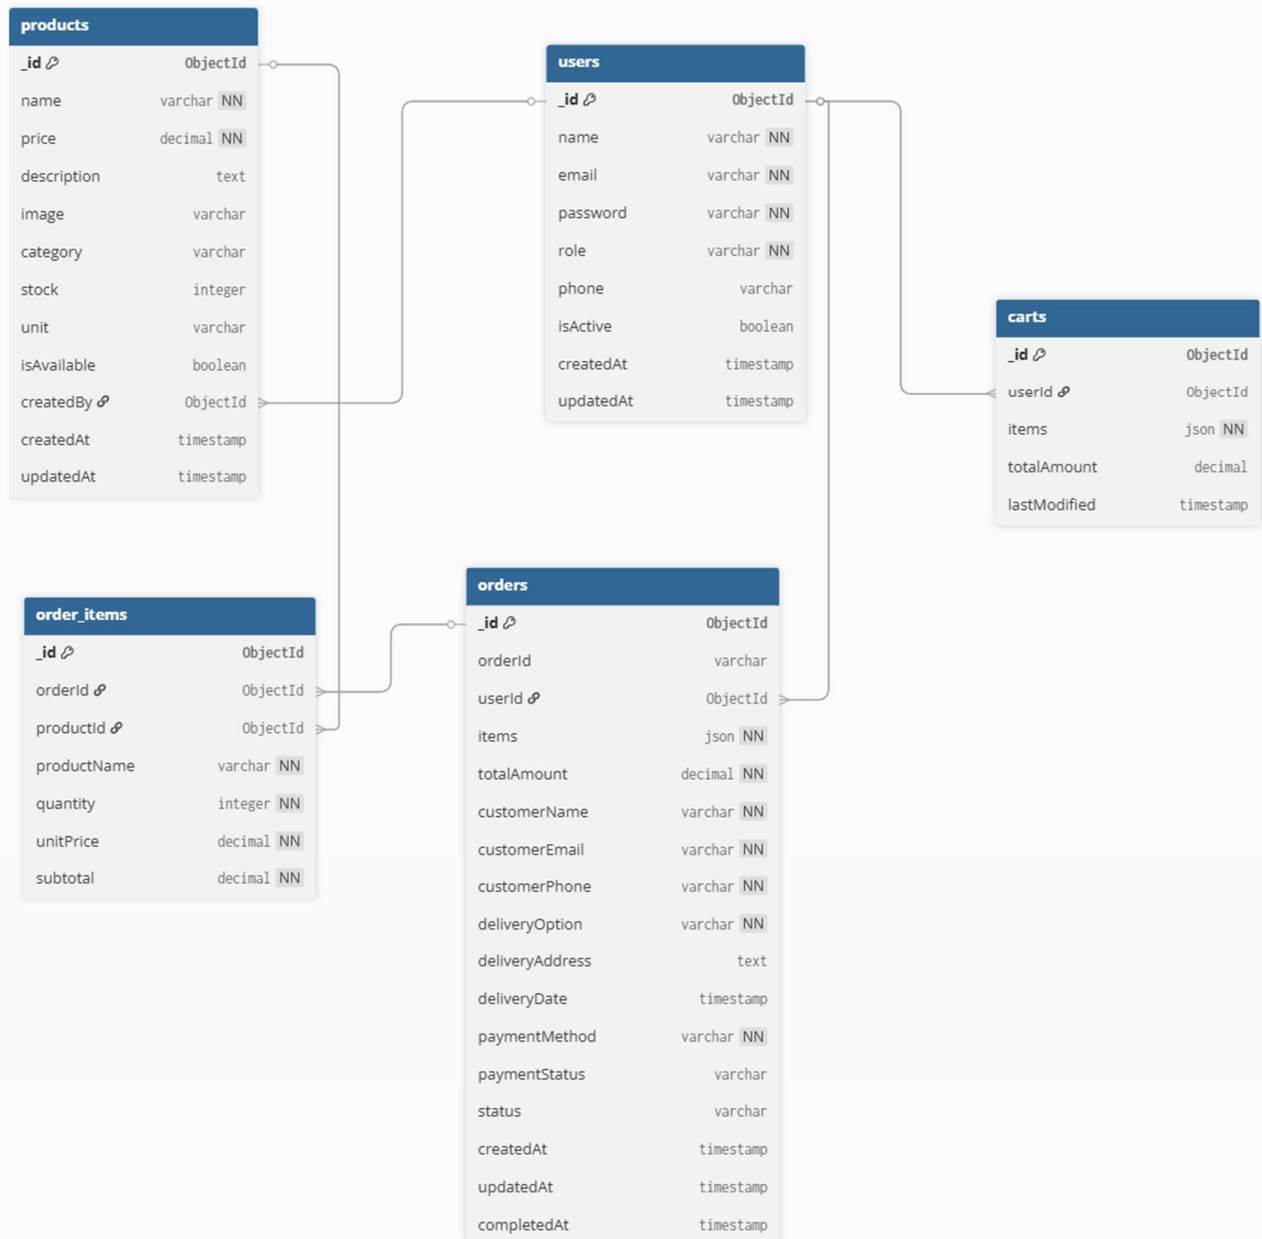 products
_id ObjectId
name varchar NN
price decimal NN
description text
image varchar
category varchar
stock integer
unit varchar
isAvailable boolean
createdBy ObjectId
createdAt timestamp
updatedAt timestamp
users
_id ObjectId
name varchar NN
email varchar NN
password varchar NN
role varchar NN
phone varchar
isActive boolean
createdAt timestamp
updatedAt timestamp
carts
_id ObjectId
userId ObjectId
items json NN
totalAmount decimal
lastModified timestamp
order_items
_id ObjectId
orderId ObjectId
productId ObjectId
productName varchar NN
quantity integer NN
unitPrice decimal NN
subtotal decimal NN
orders
_id ObjectId
orderId varchar
userId ObjectId
items json NN
totalAmount decimal NN
customerName varchar NN
customerEmail varchar NN
customerPhone varchar NN
deliveryOption varchar NN
deliveryAddress text
deliveryDate timestamp
paymentMethod varchar NN
paymentStatus varchar
status varchar
createdAt timestamp
updatedAt timestamp
completedAt timestamp